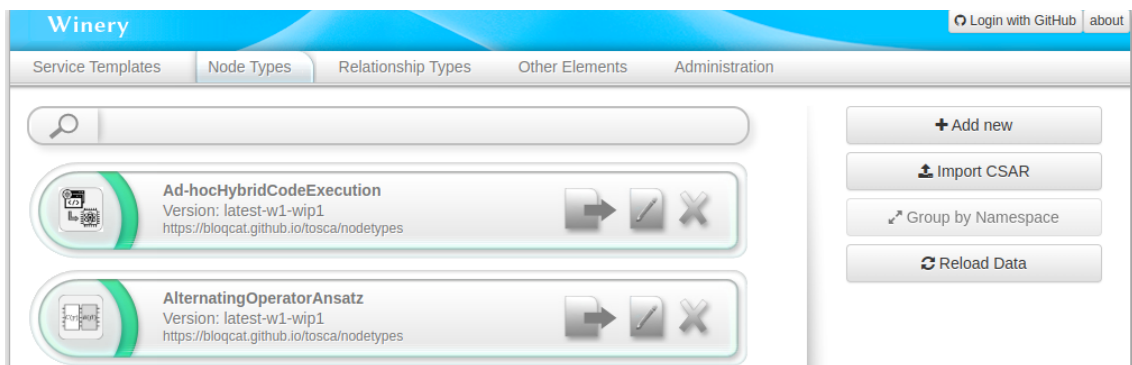 Winery
Login with GitHub about
Service Templates Node Types Relationship Types Other Elements Administration
Add new
Import CSAR
Group by Namespace
Reload Data
Ad-hocHybridCodeExecution
Version: latest-w1-wip1
https://bloqcat.github.io/tosca/nodetypes
AlternatingOperatorAnsatz
Version: latest-w1-wip1
https://bloqcat.github.io/tosca/nodetypes